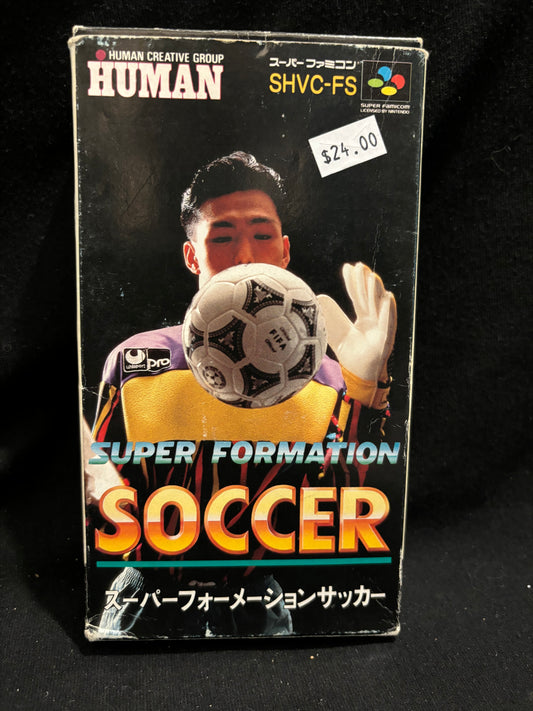 HUMAN CREATIVE GROUP
HUMAN
スーパーファミコン
SHVC-FS
SUPER FAMICOM
LICENSED BY NINTENDO
$24.00
FIFA
uhlsport
pro
SUPER FORMATION
SOCCER
スーパーフォーメーションサッカー